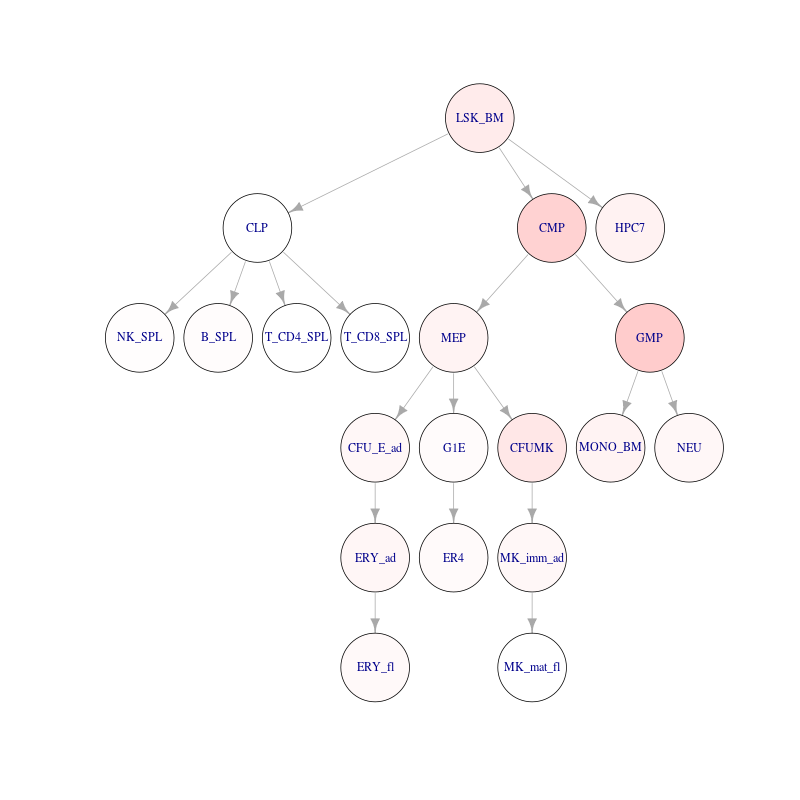 LSK_BM
CLP
CMP
HPC7
NK_SPL
B_SPL
T_CD4_SPL
T_CD8_SPL
MEP
GMP
CFU_E_ad
G1E
CFUMK
MONO_BM
NEU
ERY_ad
ER4
MK_imm_ad
ERY_fl
MK_mat_fl